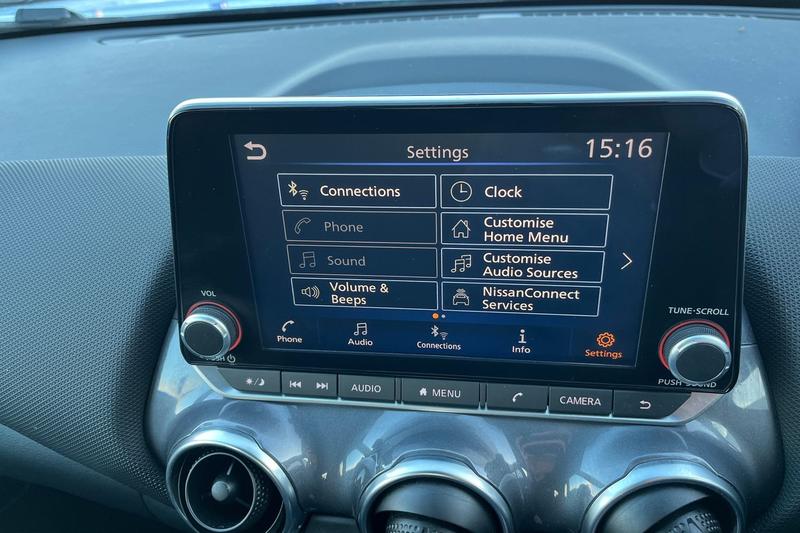 Settings
15:16
Connections
Clock
Phone
Customise
Home Menu
Sound
Customise
Audio Sources
Volume &
Beeps
NissanConnect
Services
Phone
Audio
Connections
Info
Settings
VOL
PUSH
TUNE·SCROLL
PUSH·SOUND
AUDIO
MENU
CAMERA